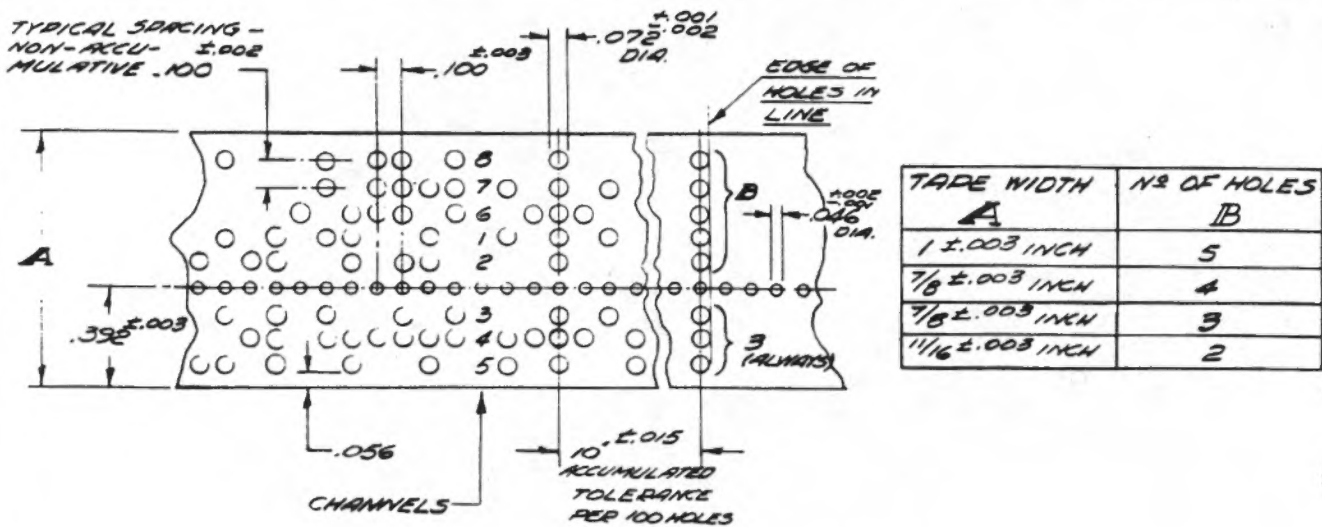 TYPICAL SPACING -
NON-ACCU- ±.002
MULATIVE .100
.100 ±.003
.072 +.001 -.002
DIA.
EDGE OF
HOLES IN
LINE
A
8
7
6
1
2
3
4
5
B
+.002 -.001
.046
DIA.
.392 ±.003
3
(ALWAYS)
.056
CHANNELS
10" ±.015
ACCUMULATED
TOLERANCE
PER 100 HOLES
TAPE WIDTH Nº OF HOLES
A B
1 ±.003 INCH 5
7/8 ±.003 INCH 4
7/8 ±.003 INCH 3
11/16 ±.003 INCH 2